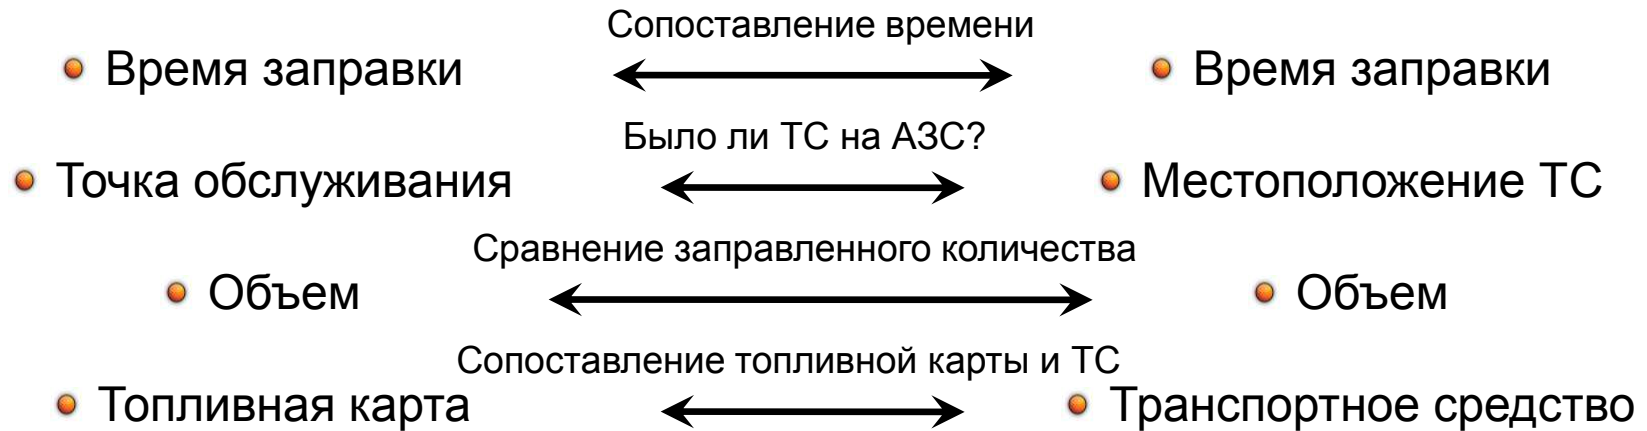 Сопоставление времени
Время заправки
Время заправки
Было ли ТС на АЗС?
Точка обслуживания
Местоположение ТС
Сравнение заправленного количества
Объем
Объем
Сопоставление топливной карты и ТС
Топливная карта
Транспортное средство